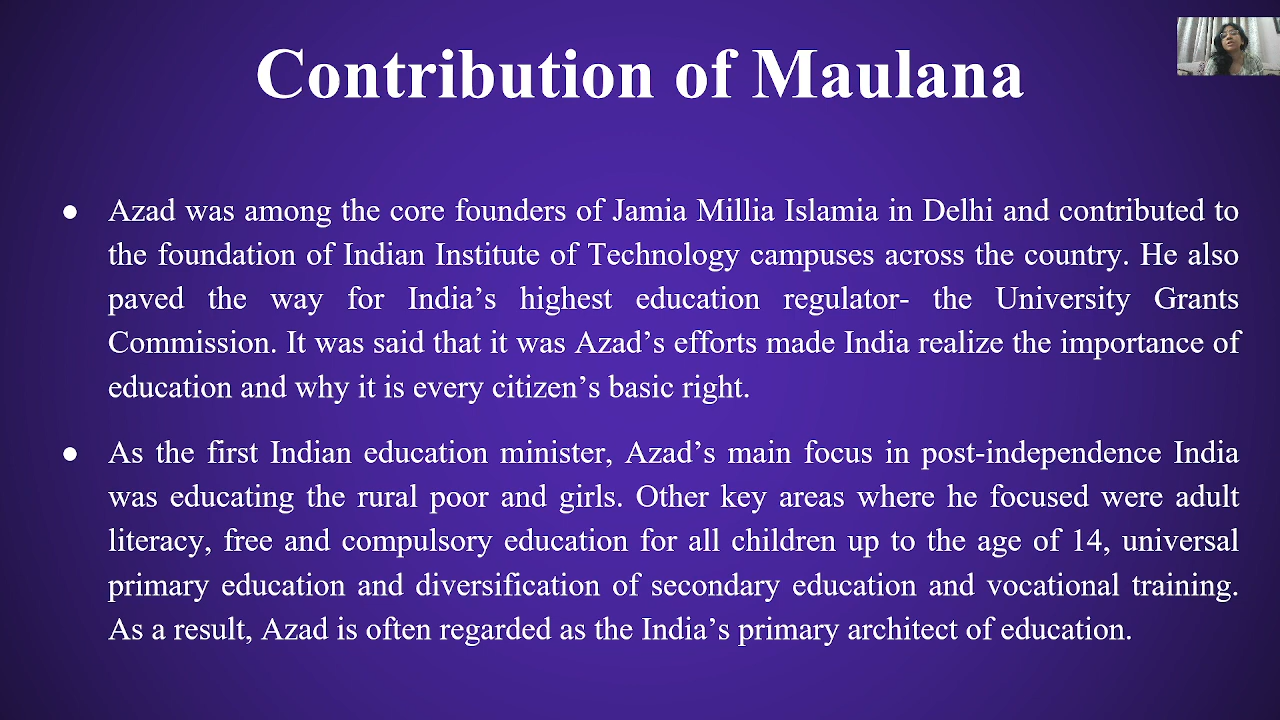 Contribution of Maulana
● Azad was among the core founders of Jamia Millia Islamia in Delhi and contributed to
the foundation of Indian Institute of Technology campuses across the country. He also
paved the way for India’s highest education regulator- the University Grants
Commission. It was said that it was Azad’s efforts made India realize the importance of
education and why it is every citizen’s basic right.
● As the first Indian education minister, Azad’s main focus in post-independence India
was educating the rural poor and girls. Other key areas where he focused were adult
literacy, free and compulsory education for all children up to the age of 14, universal
primary education and diversification of secondary education and vocational training.
As a result, Azad is often regarded as the India’s primary architect of education.